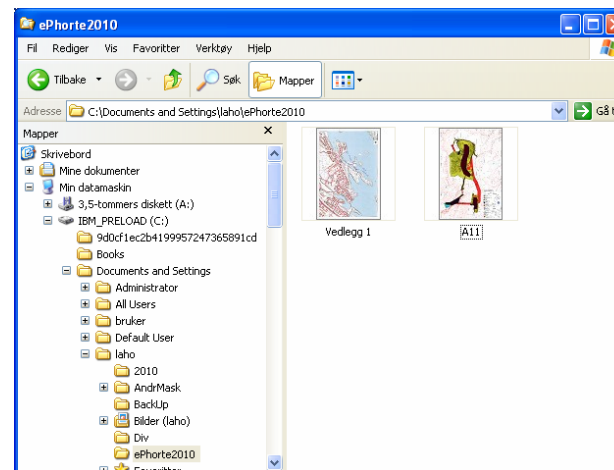 ePhorte2010
Fil Rediger Vis Favoritter Verktøy Hjelp
Tilbake Søk Mapper
Adresse C:\Documents and Settings\laho\ePhorte2010 Gå t
Mapper
Skrivebord
Mine dokumenter
Min datamaskin
3,5-tommers diskett (A:)
IBM_PRELOAD (C:)
9d0cf1ec2b4199957247365891cd
Books
Documents and Settings
Administrator
All Users
bruker
Default User
laho
2010
AndrMask
BackUp
Bilder (laho)
Div
ePhorte2010
Favoritter
Vedlegg 1
A11